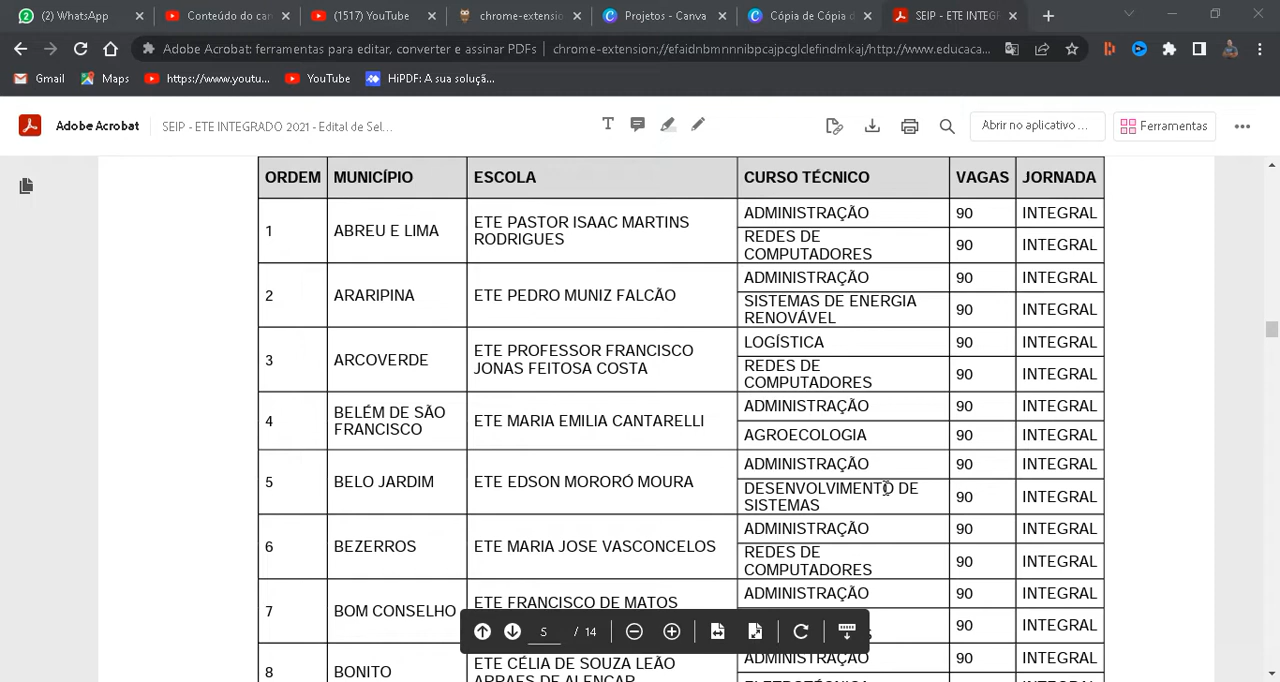 (2) WhatsApp
Conteúdo do car
(1517) YouTube
chrome-extensio
Projetos - Canva
Cópia de Cópia d
SEIP - ETE INTEGR
Adobe Acrobat: ferramentas para editar, converter e assinar PDFs
chrome-extension://efaidnbmnnnibpcajpcglclefindmkaj/http://www.educaca...
Gmail
Maps
https://www.youtu...
YouTube
HiPDF: A sua soluçã...
Adobe Acrobat
SEIP - ETE INTEGRADO 2021 - Edital de Sel...
Abrir no aplicativo ...
Ferramentas
ORDEM MUNICÍPIO ESCOLA CURSO TÉCNICO VAGAS JORNADA
1 ABREU E LIMA ETE PASTOR ISAAC MARTINS RODRIGUES
ADMINISTRAÇÃO 90 INTEGRAL
REDES DE
COMPUTADORES 90 INTEGRAL
2 ARARIPINA ETE PEDRO MUNIZ FALCÃO
ADMINISTRAÇÃO 90 INTEGRAL
SISTEMAS DE ENERGIA
RENOVÁVEL 90 INTEGRAL
3 ARCOVERDE ETE PROFESSOR FRANCISCO
JONAS FEITOSA COSTA
LOGÍSTICA 90 INTEGRAL
REDES DE
COMPUTADORES 90 INTEGRAL
4 BELÉM DE SÃO
FRANCISCO
ETE MARIA EMILIA CANTARELLI
ADMINISTRAÇÃO 90 INTEGRAL
AGROECOLOGIA 90 INTEGRAL
5 BELO JARDIM ETE EDSON MORORÓ MOURA
ADMINISTRAÇÃO 90 INTEGRAL
DESENVOLVIMENTO DE
SISTEMAS 90 INTEGRAL
6 BEZERROS ETE MARIA JOSE VASCONCELOS
ADMINISTRAÇÃO 90 INTEGRAL
REDES DE
COMPUTADORES 90 INTEGRAL
7 BOM CONSELHO ETE FRANCISCO DE MATOS
ADMINISTRAÇÃO 90 INTEGRAL
90 INTEGRAL
8 BONITO ETE CÉLIA DE SOUZA LEÃO
ARRAES DE ALENCAR
ADMINISTRAÇÃO 90 INTEGRAL
ELETROTÉCNICA
5 / 14